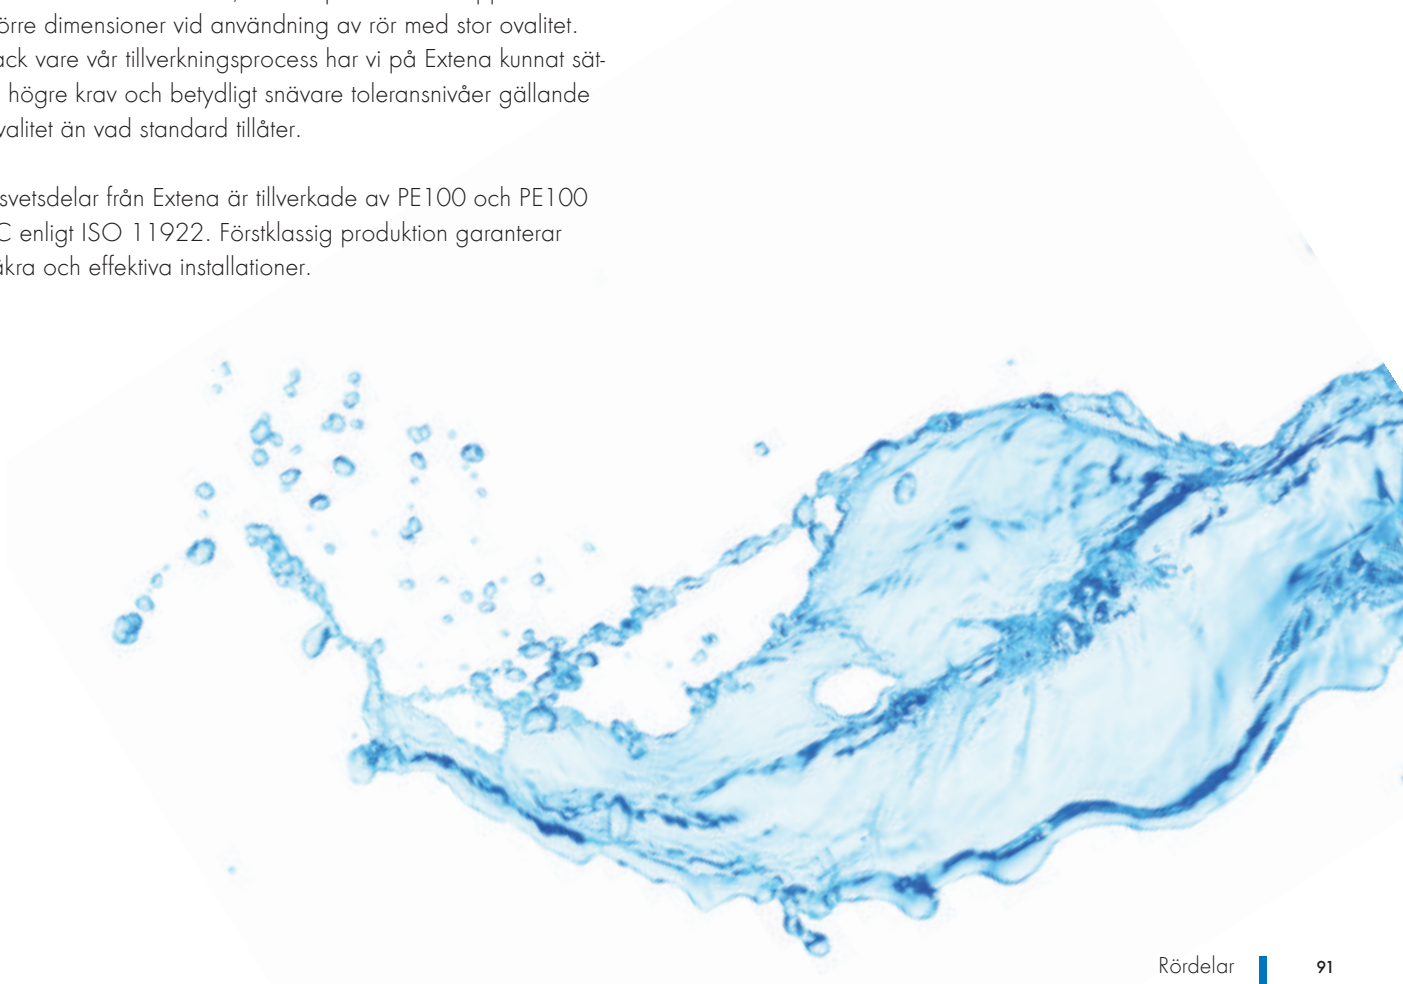 örre dimensioner vid användning av rör med stor ovalitet.
ack vare vår tillverkningsprocess har vi på Extena kunnat sät-
högre krav och betydligt snävare toleransnivåer gällande
valitet än vad standard tillåter.
svetsdelar från Extena är tillverkade av PE100 och PE100
C enligt ISO 11922. Förstklassig produktion garanterar
äkra och effektiva installationer.
Rördelar 91